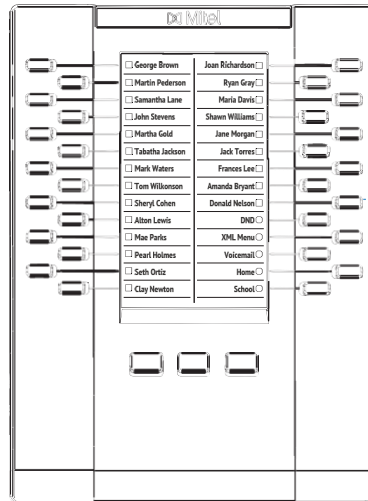 Mitel
George Brown
Joan Richardson
Martin Pederson
Ryan Gray
Samantha Lane
Maria Davis
John Stevens
Shawn Williams
Martha Gold
Jane Morgan
Tabatha Jackson
Jack Torres
Mark Waters
Frances Lee
Tom Wilkonson
Amanda Bryant
Sheryl Cohen
Donald Nelson
Alton Lewis
DND
Mae Parks
XML Menu
Pearl Holmes
Voicemail
Seth Ortiz
Home
Clay Newton
School